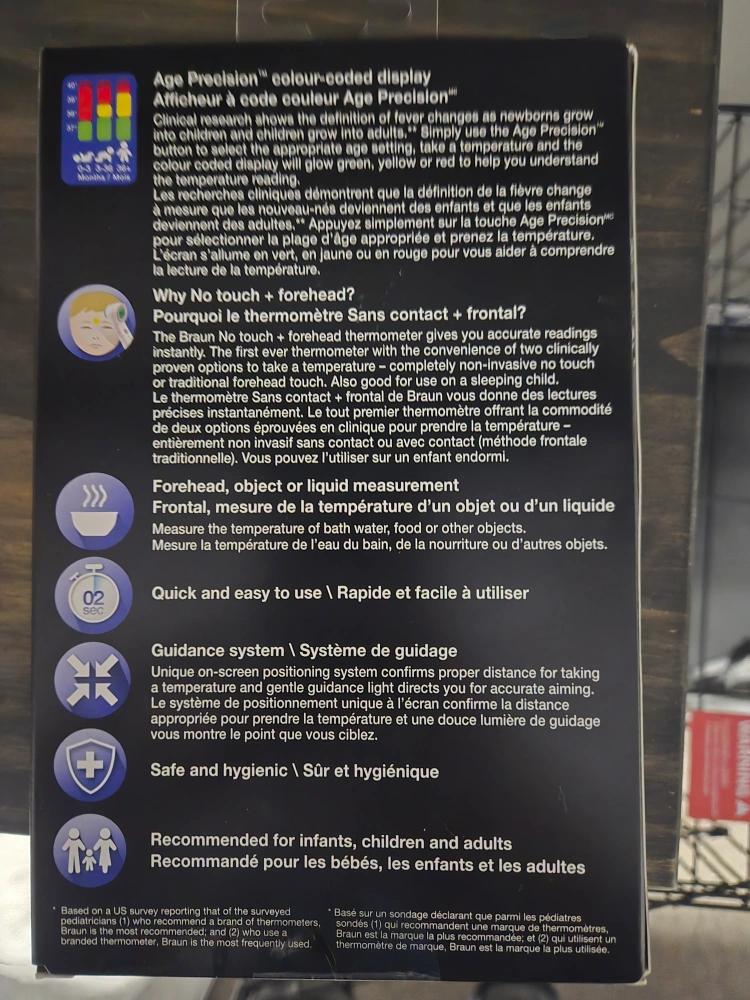 Age Precision™ colour-coded display
Afficheur à code couleur Age Precision ᴹᶜ
40°
39°
38°
37°
0-3 3-36 36+
Months / Mois
Clinical research shows the definition of fever changes as newborns grow
into children and children grow into adults.** Simply use the Age Precision™
button to select the appropriate age setting, take a temperature and the
colour coded display will glow green, yellow or red to help you understand
the temperature reading.
Les recherches cliniques démontrent que la définition de la fièvre change
à mesure que les nouveau-nés deviennent des enfants et que les enfants
deviennent des adultes.** Appuyez simplement sur la touche Age Precision ᴹᶜ
pour sélectionner la plage d'âge appropriée et prenez la température.
L'écran s'allume en vert, en jaune ou en rouge pour vous aider à comprendre
la lecture de la température.
Why No touch + forehead?
Pourquoi le thermomètre Sans contact + frontal?
The Braun No touch + forehead thermometer gives you accurate readings
instantly. The first ever thermometer with the convenience of two clinically
proven options to take a temperature – completely non-invasive no touch
or traditional forehead touch. Also good for use on a sleeping child.
Le thermomètre Sans contact + frontal de Braun vous donne des lectures
précises instantanément. Le tout premier thermomètre offrant la commodité
de deux options éprouvées en clinique pour prendre la température –
entièrement non invasif sans contact ou avec contact (méthode frontale
traditionnelle). Vous pouvez l'utiliser sur un enfant endormi.
Forehead, object or liquid measurement
Frontal, mesure de la température d'un objet ou d'un liquide
Measure the temperature of bath water, food or other objects.
Mesure la température de l'eau du bain, de la nourriture ou d'autres objets.
02
sec
Quick and easy to use \ Rapide et facile à utiliser
Guidance system \ Système de guidage
Unique on-screen positioning system confirms proper distance for taking
a temperature and gentle guidance light directs you for accurate aiming.
Le système de positionnement unique à l'écran confirme la distance
appropriée pour prendre la température et une douce lumière de guidage
vous montre le point que vous ciblez.
Safe and hygienic \ Sûr et hygiénique
Recommended for infants, children and adults
Recommandé pour les bébés, les enfants et les adultes
* Based on a US survey reporting that of the surveyed
pediatricians (1) who recommend a brand of thermometers,
Braun is the most recommended; and (2) who use a
branded thermometer, Braun is the most frequently used.
* Basé sur un sondage déclarant que parmi les pédiatres
sondés (1) qui recommandent une marque de thermomètres,
Braun est la marque la plus recommandée; et (2) qui utilisent un
thermomètre de marque, Braun est la marque la plus utilisée.
WARNING